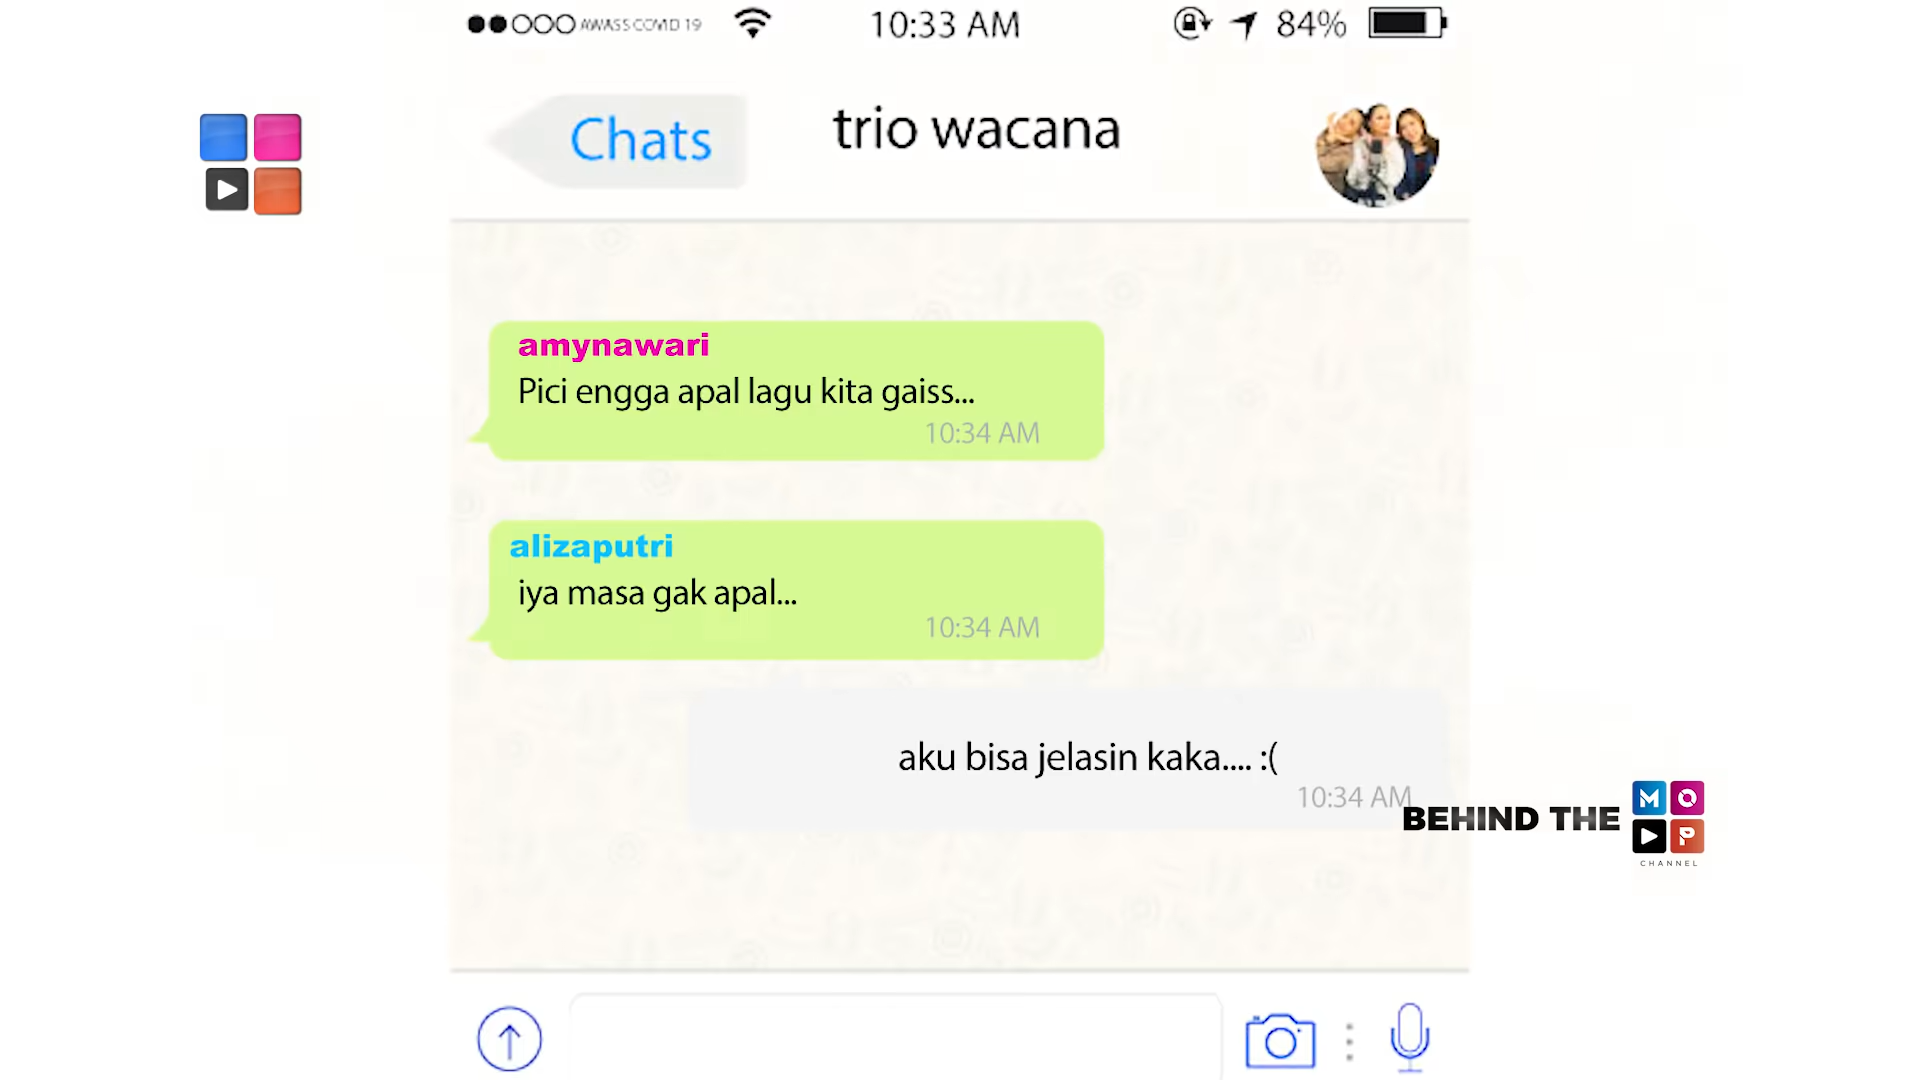 AWASS COVID 19
10:33 AM
84%
Chats
trio wacana
amynawari
Pici engga apal lagu kita gaiss...
10:34 AM
alizaputri
iya masa gak apal...
10:34 AM
aku bisa jelasin kaka.... :(
10:34 AM
BEHIND THE
M O
P
CHANNEL